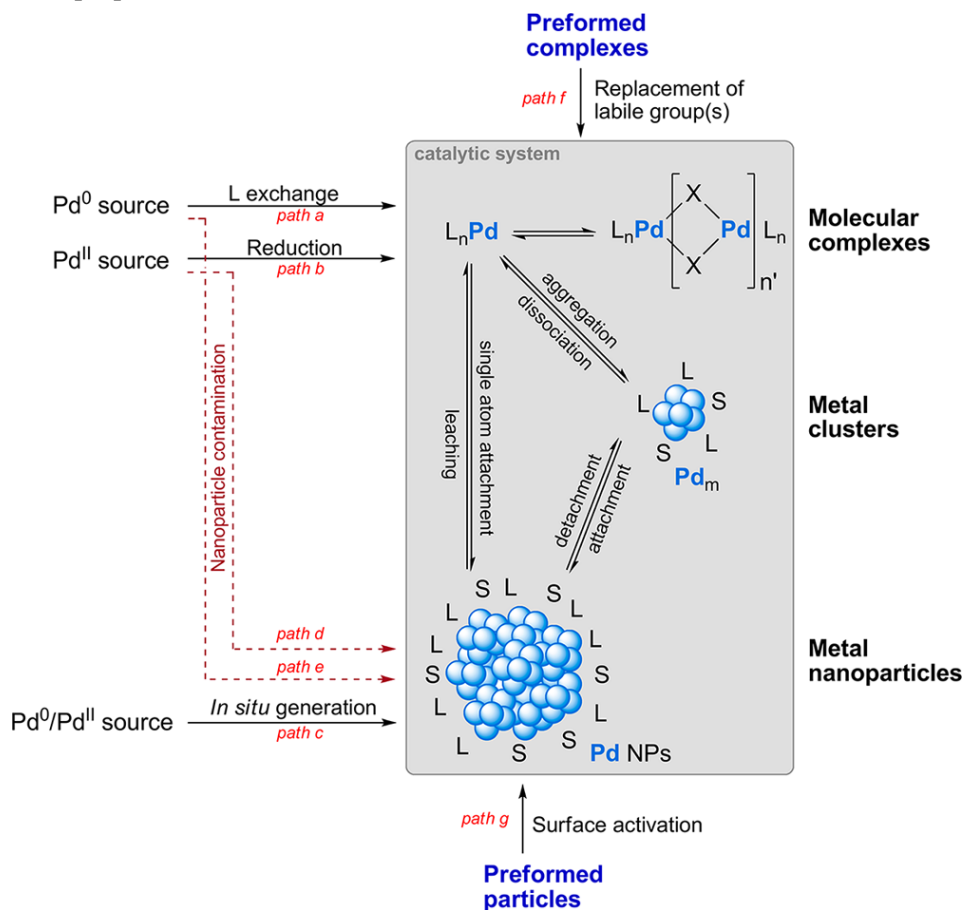 Preformed
complexes
path f
Replacement of
labile group(s)
catalytic system
Pd⁰ source
L exchange
path a
Pdᴵᴵ source
Reduction
path b
LₙPd
LₙPd
X
X
Pd
Lₙ
n'
Molecular
complexes
aggregation
dissociation
single atom attachment
leaching
Nanoparticle contamination
L
L
S
S
L
Pdₘ
Metal
clusters
detachment
attachment
S
L
S
L
L
L
L
S
S
L
L
L
S
S
Pd NPs
Metal
nanoparticles
path d
path e
Pd⁰/Pdᴵᴵ source
In situ generation
path c
path g
Surface activation
Preformed
particles